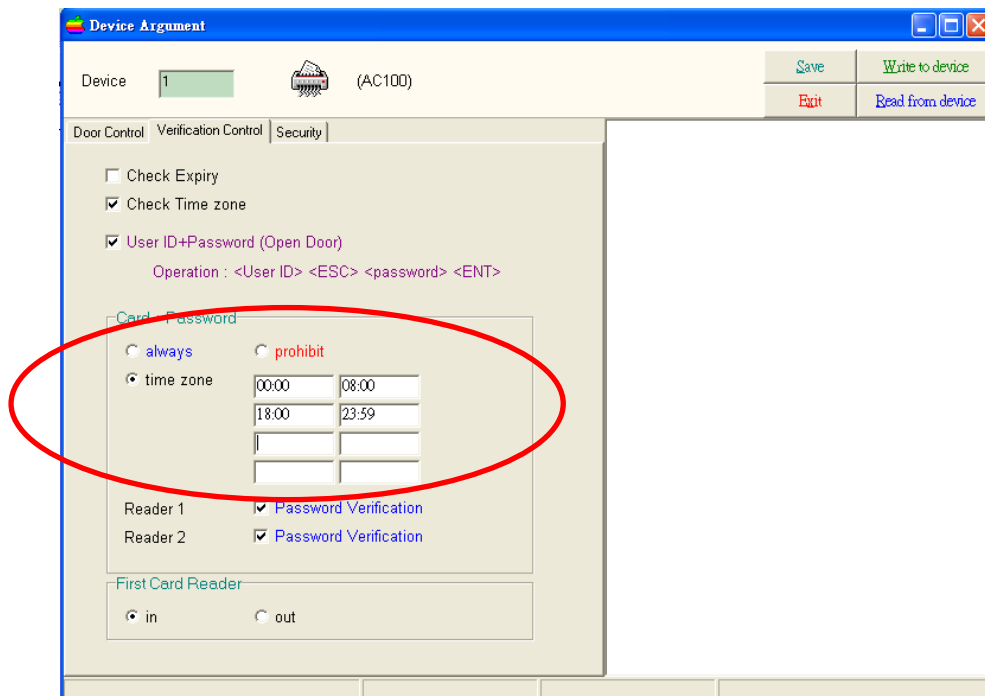 Device Argument
Device 1 (AC100)
Save Write to device
Exit Read from device
Door Control Verification Control Security
Check Expiry
Check Time zone
User ID+Password (Open Door)
Operation : <User ID> <ESC> <password> <ENT>
Card + Password
always prohibit
time zone 00:00 08:00
18:00 23:59
Reader 1 Password Verification
Reader 2 Password Verification
First Card Reader
in out